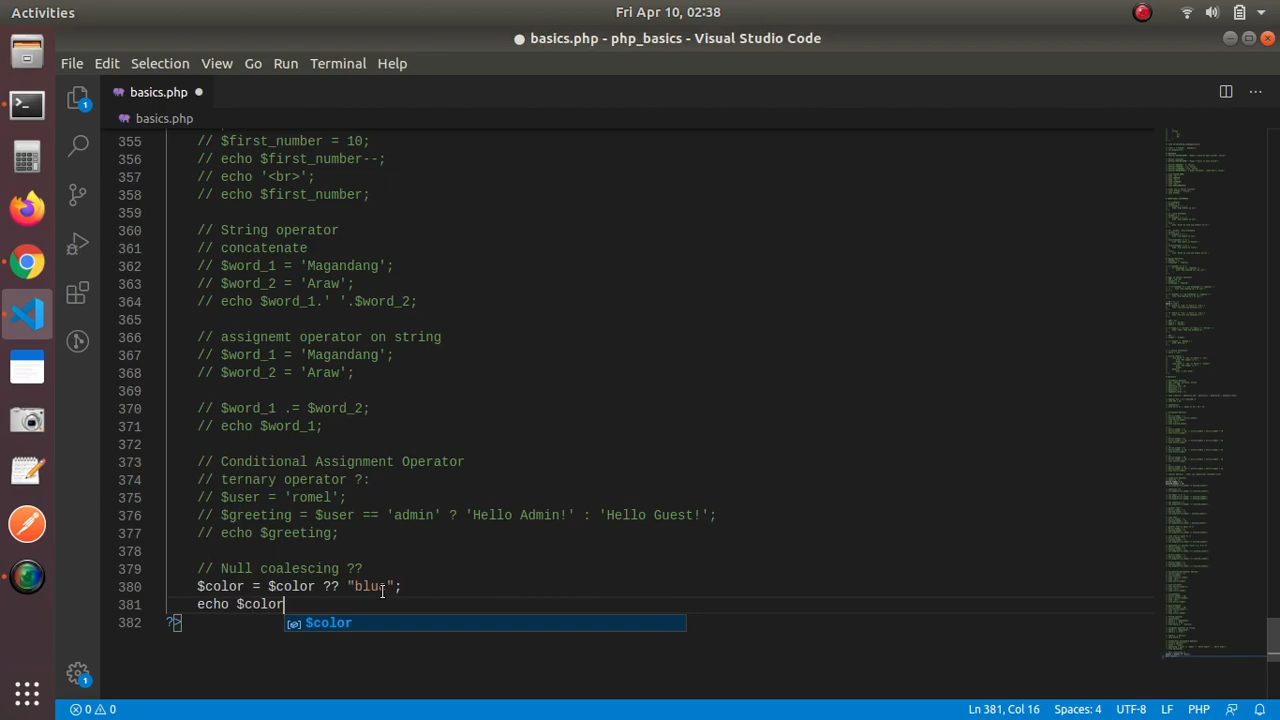 Activities
Fri Apr 10, 02:38
basics.php - php_basics - Visual Studio Code
File Edit Selection View Go Run Terminal Help
basics.php
basics.php
355 // $first_number = 10;
356 // echo $first_number--;
357 // echo '<br>';
358 // echo $first_number;
359
360 // String operator
361 // concatenate
362 // $word_1 = 'Magandang';
363 // $word_2 = 'Araw';
364 // echo $word_1.' '.$word_2;
365
366 // assignemt operator on string
367 // $word_1 = 'Magandang';
368 // $word_2 = 'Araw';
369
370 // $word_1 .= $word_2;
371 // echo $word_1;
372
373 // Conditional Assignment Operator
374 // ternary operator ?:
375 // $user = 'romel';
376 // $greeting = $user == 'admin' ? 'Hello Admin!' : 'Hello Guest!';
377 // echo $greeting;
378
379 // Null coalescing ??
380 $color = $color ?? "blue";
381 echo $color
382 ?>
$color
1
1
0 0
Ln 381, Col 16 Spaces: 4 UTF-8 LF PHP